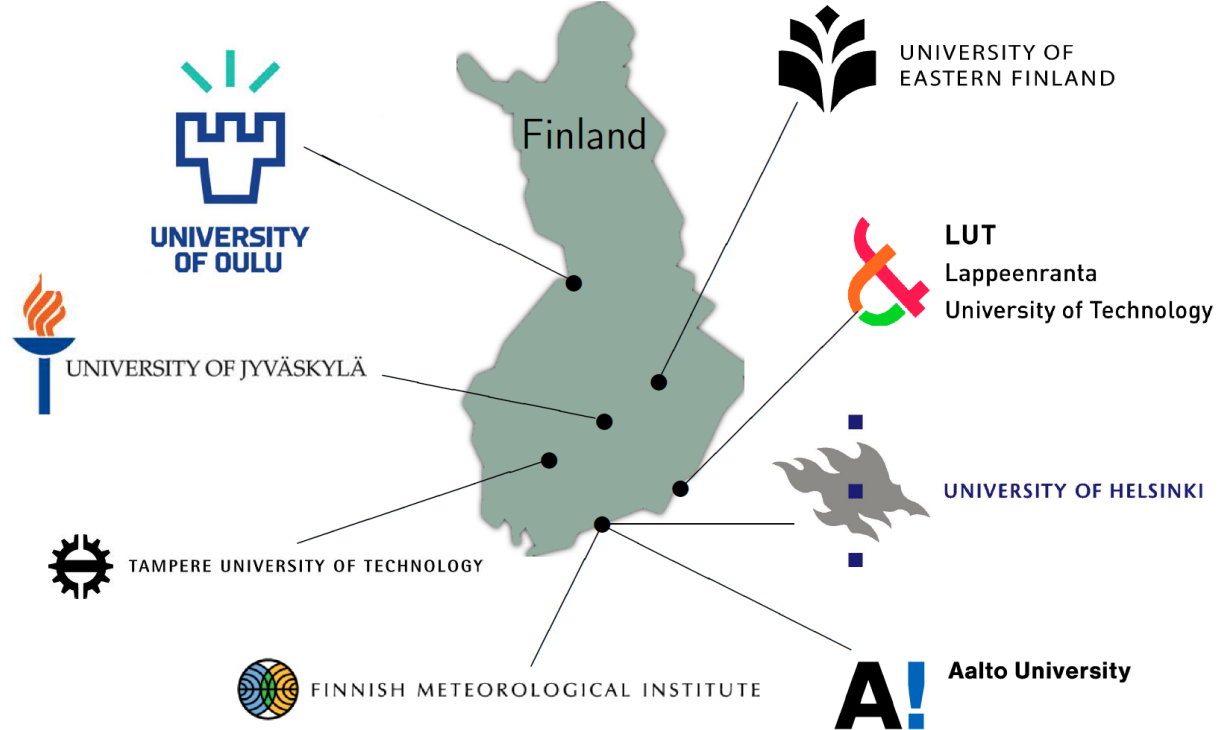 Finland
UNIVERSITY OF
EASTERN FINLAND
UNIVERSITY
OF OULU
LUT
Lappeenranta
University of Technology
UNIVERSITY OF JYVÄSKYLÄ
UNIVERSITY OF HELSINKI
TAMPERE UNIVERSITY OF TECHNOLOGY
FINNISH METEOROLOGICAL INSTITUTE
A!
Aalto University